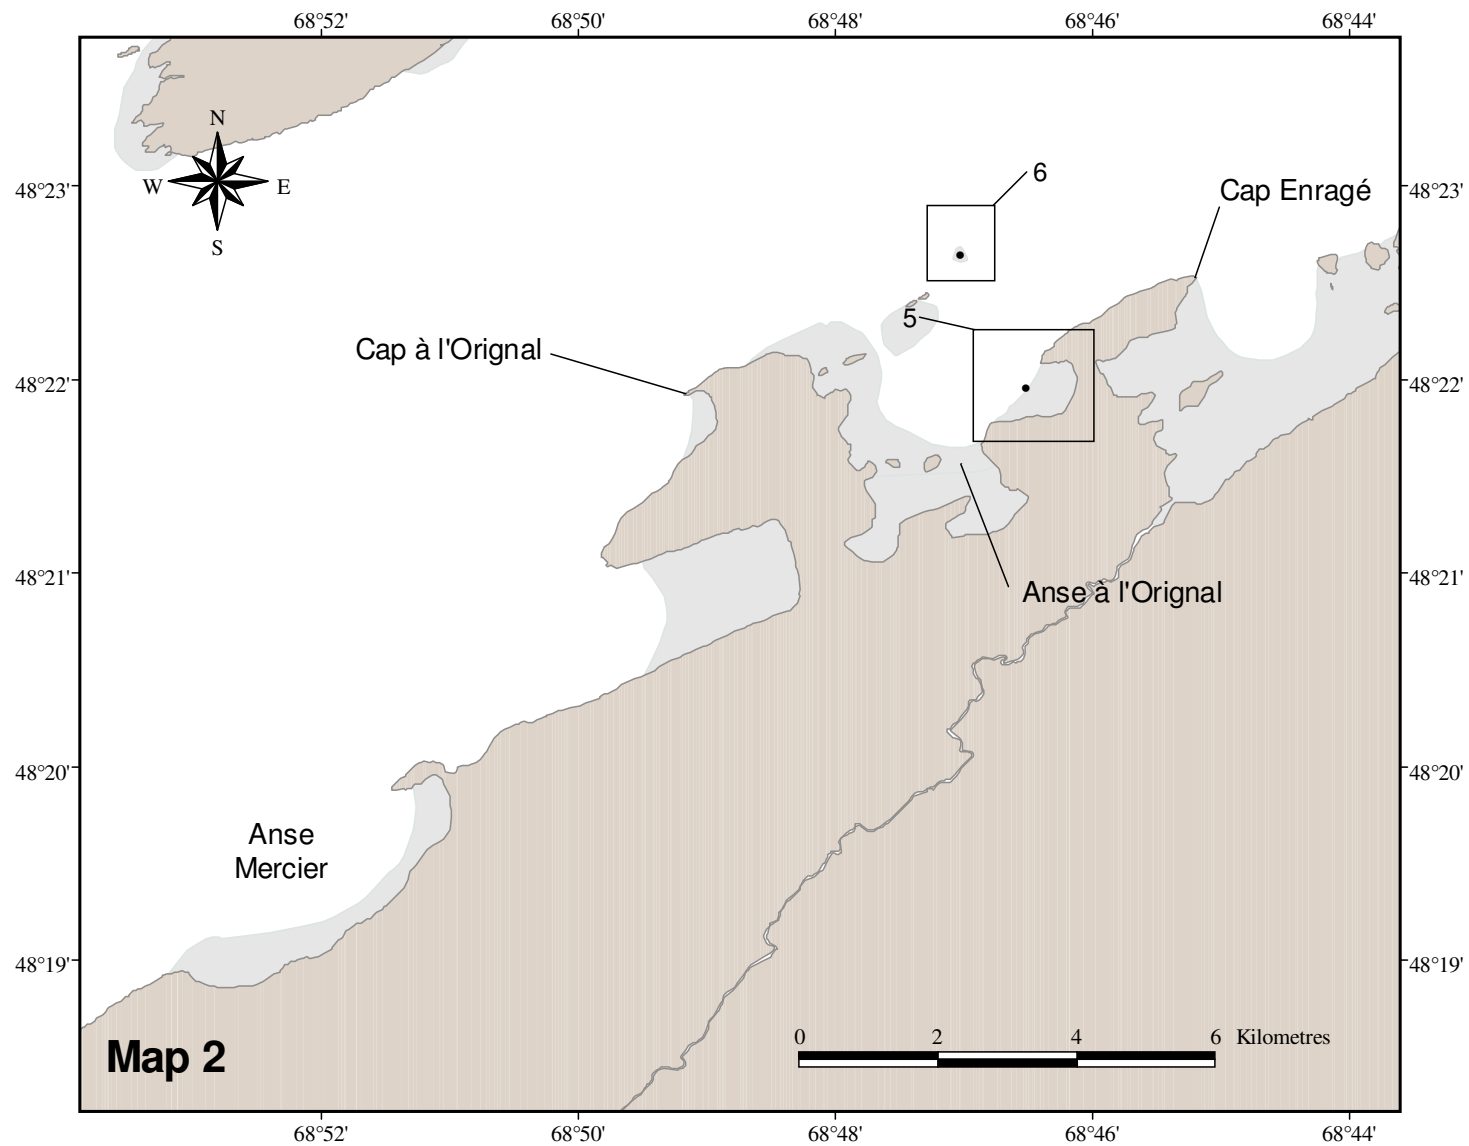 68°52' 68°50' 68°48' 68°46' 68°44'
N
W E
S
48°23' 48°23'
6
Cap Enragé
5
Cap à l'Orignal
48°22' 48°22'
48°21' 48°21'
Anse à l'Orignal
48°20' 48°20'
Anse
Mercier
48°19' 48°19'
0 2 4 6 Kilometres
Map 2
68°52' 68°50' 68°48' 68°46' 68°44'